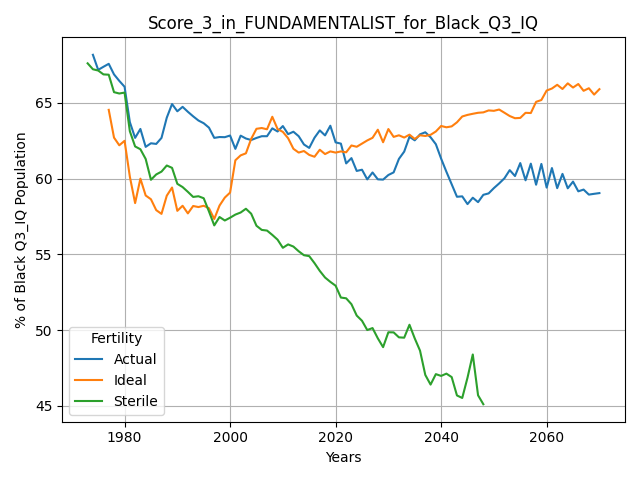 Score_3_in_FUNDAMENTALIST_for_Black_Q3_IQ
% of Black Q3_IQ Population
65
60
55
50
45
Fertility
Actual
Ideal
Sterile
1980 2000 2020 2040 2060
Years